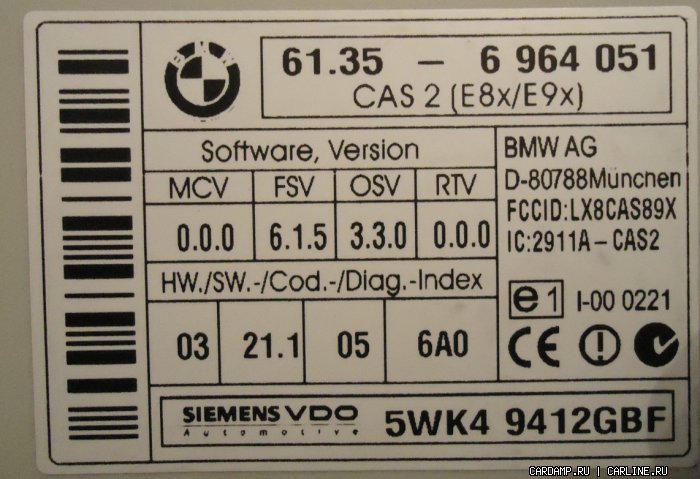 BMW
61.35 – 6 964 051
CAS 2 (E8x/E9x)
Software, Version
MCV FSV OSV RTV
0.0.0 6.1.5 3.3.0 0.0.0
HW./SW.-/Cod.-/Diag.-Index
03 21.1 05 6A0
BMW AG
D-80788München
FCCID:LX8CAS89X
IC:2911A–CAS2
e1 I-00 0221
CE
SIEMENS VDO
Automotive
5WK4 9412GBF
CARDAMP.RU | CARLINE.RU